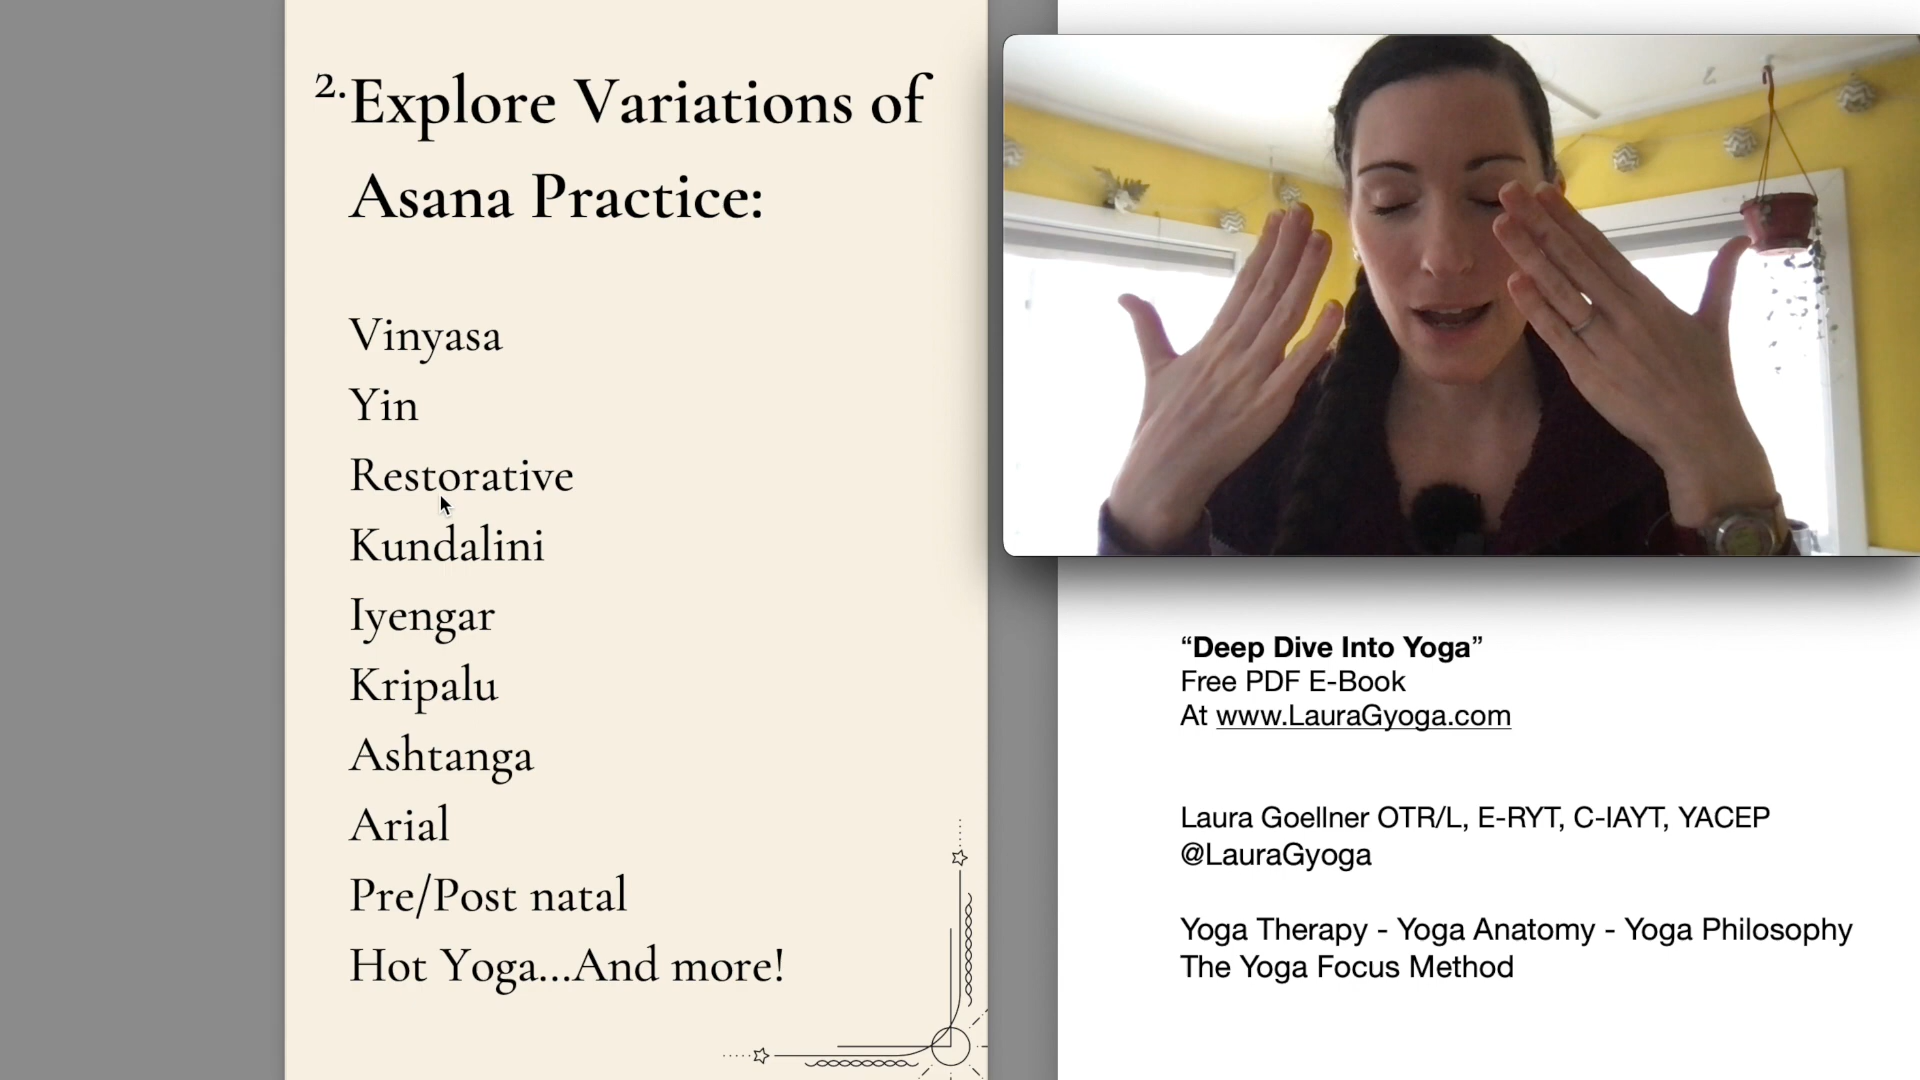 2. Explore Variations of
Asana Practice:
Vinyasa
Yin
Restorative
Kundalini
Iyengar
Kripalu
Ashtanga
Arial
Pre/Post natal
Hot Yoga...And more!
“Deep Dive Into Yoga”
Free PDF E-Book
At www.LauraGyoga.com
Laura Goellner OTR/L, E-RYT, C-IAYT, YACEP
@LauraGyoga
Yoga Therapy - Yoga Anatomy - Yoga Philosophy
The Yoga Focus Method